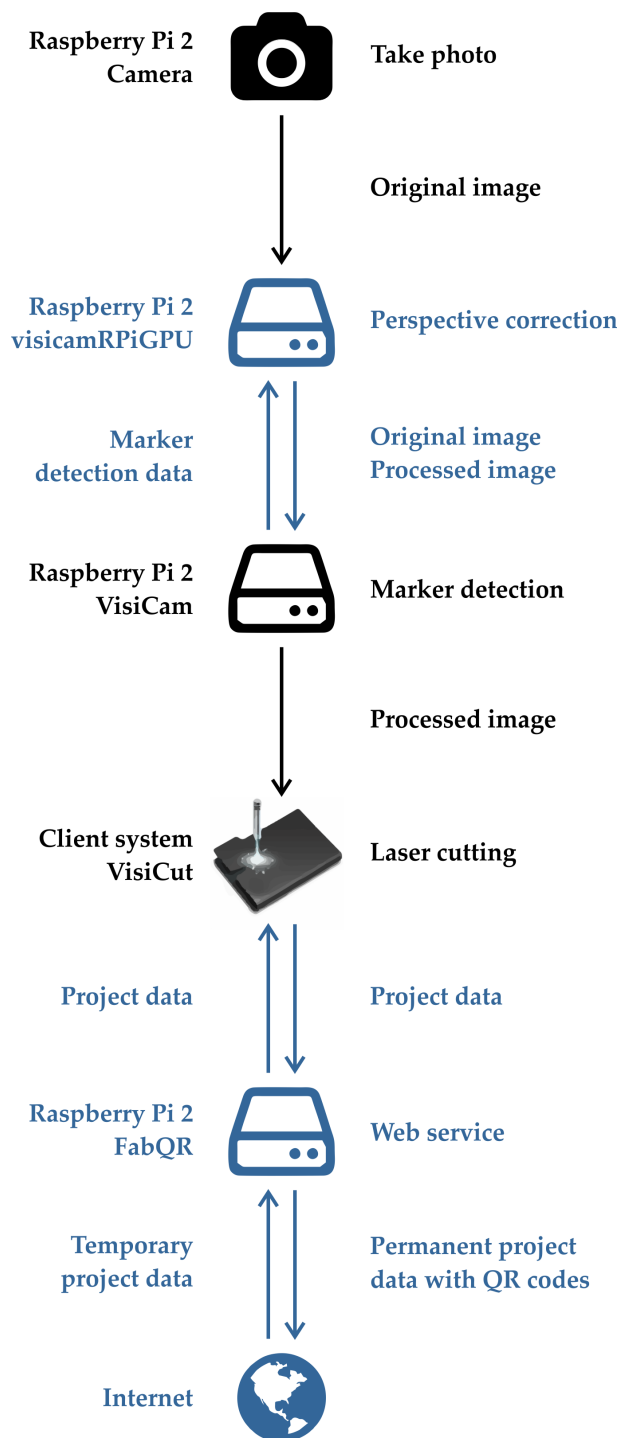 Raspberry Pi 2
Camera
Take photo
Original image
Raspberry Pi 2
visicamRPiGPU
Perspective correction
Marker
detection data
Original image
Processed image
Raspberry Pi 2
VisiCam
Marker detection
Processed image
Client system
VisiCut
Laser cutting
Project data
Project data
Raspberry Pi 2
FabQR
Web service
Temporary
project data
Permanent project
data with QR codes
Internet